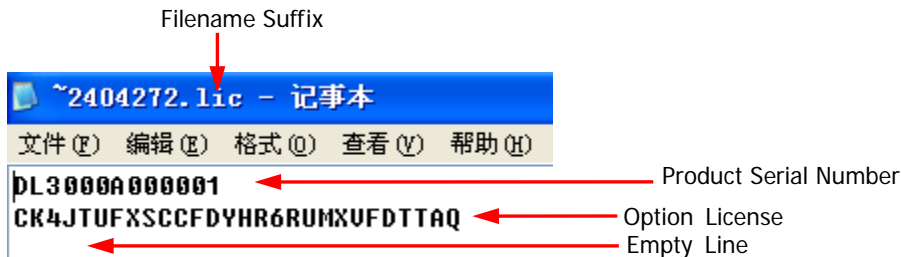 Filename Suffix
~2404272.lic - 记事本
文件(F) 编辑(E) 格式(O) 查看(V) 帮助(H)
DL3000A000001
Product Serial Number
CK4JTUFXSCCFDYHR6RUMXVFDTTAQ
Option License
Empty Line